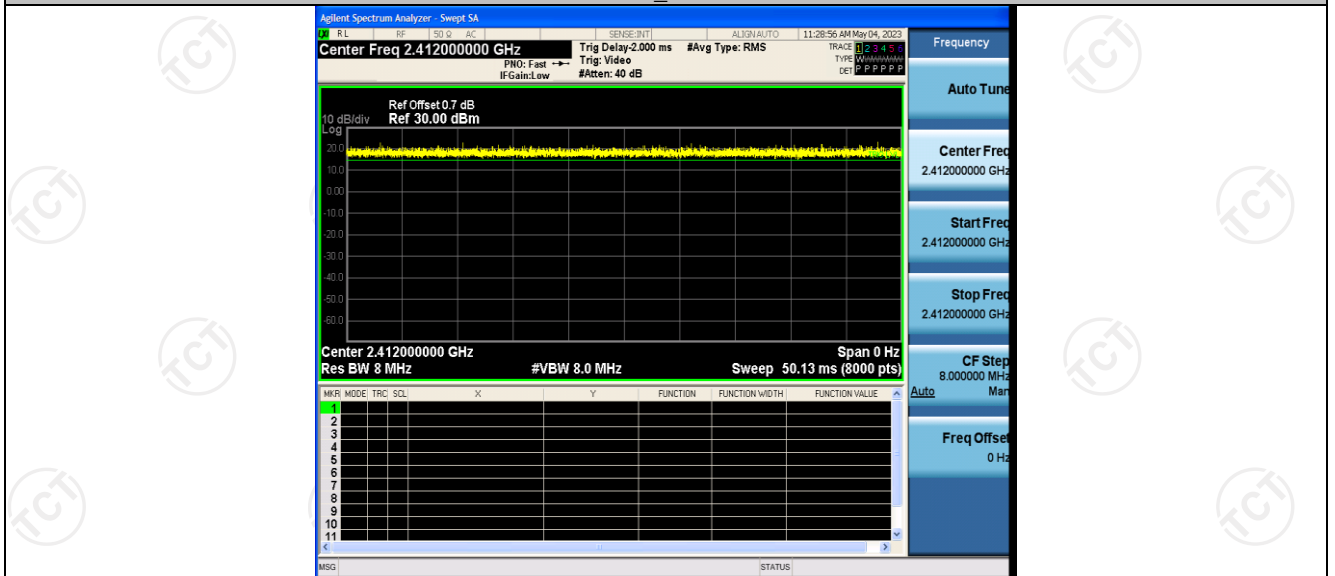 Agilent Spectrum Analyzer - Swept SA
RL RF 50 Ω AC SENSE:INT ALIGN AUTO 11:28:56 AM May 04, 2023
Center Freq 2.412000000 GHz
PNO: Fast
IFGain:Low
Trig Delay-2.000 ms
Trig: Video
#Atten: 40 dB
#Avg Type: RMS
TRACE 1 2 3 4 5 6
TYPE W
DET P P P P P P
Frequency
Auto Tune
Center Freq
2.412000000 GHz
Start Freq
2.412000000 GHz
Stop Freq
2.412000000 GHz
CF Step
8.000000 MHz
Auto Man
Freq Offset
0 Hz
Ref Offset 0.7 dB
10 dB/div Ref 30.00 dBm
Log
20.0
10.0
0.00
-10.0
-20.0
-30.0
-40.0
-50.0
-60.0
Center 2.412000000 GHz Span 0 Hz
Res BW 8 MHz #VBW 8.0 MHz Sweep 50.13 ms (8000 pts)
MKR MODE TRC SCL X Y FUNCTION FUNCTION WIDTH FUNCTION VALUE
1
2
3
4
5
6
7
8
9
10
11
MSG STATUS
TCT
TCT
TCT
TCT
TCT
TCT
TCT
TCT